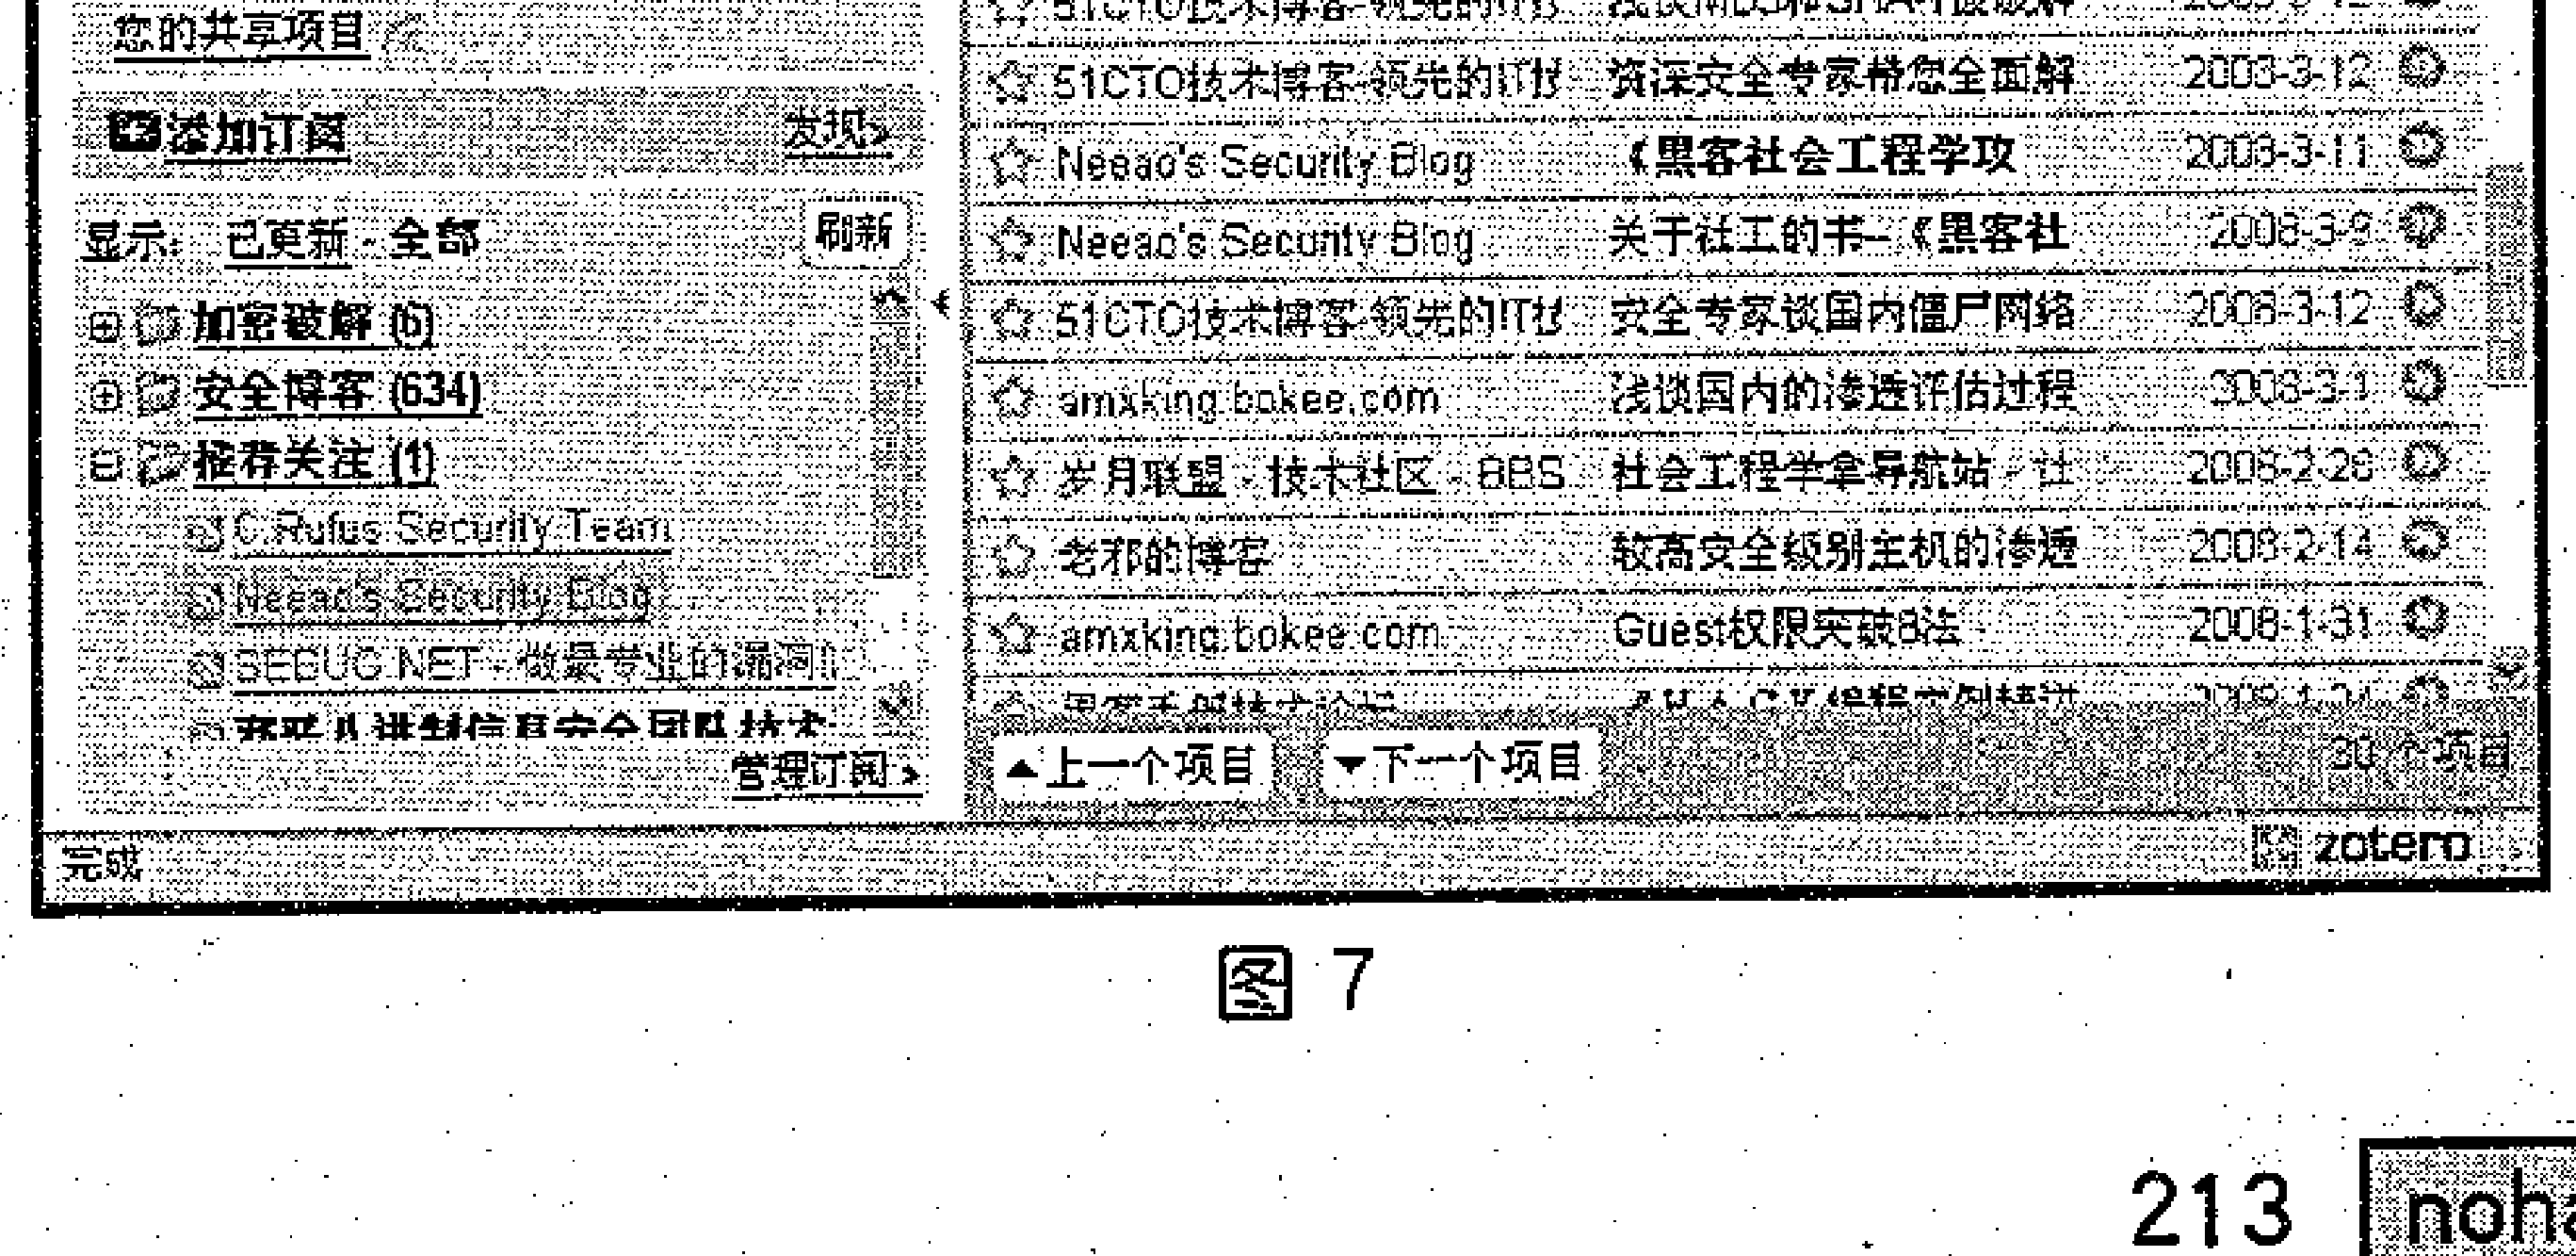 您的共享项目
添加订阅 发现»
显示: 已更新 - 全部 刷新
加密破解 (6)
安全博客 (634)
推荐关注 (1)
C.Rufus Security Team
Neeao's Security Blog
SEBUG.NET - 做最专业的漏洞
管理订阅 »
51CTO技术博客-领先的IT技 资深安全专家带您全面解 2008-3-12
Neeao's Security Blog 《黑客社会工程学攻 2008-3-11
Neeao's Security Blog 关于社工的书--《黑客社 2008-3-9
51CTO技术博客-领先的IT技 安全专家谈国内僵尸网络 2008-3-12
amxking.bokee.com 浅谈国内的渗透评估过程 2008-3-1
岁月联盟 - 技术社区 - BBS 社会工程学拿导航站 - 让 2008-2-28
老邪的博客 较高安全级别主机的渗透 2008-2-14
amxking.bokee.com Guest权限突破8法 2008-1-31
上一个项目 下一个项目 30 个项目
完成 zotero
图 7
213 noha